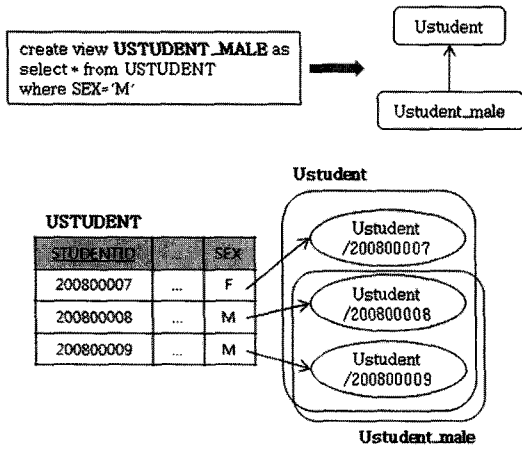 create view USTUDENT_MALE as
select * from USTUDENT
where SEX='M'
Ustudent
Ustudent_male
Ustudent
USTUDENT
STUDENTID ... SEX
200800007 ... F
200800008 ... M
200800009 ... M
Ustudent
/200800007
Ustudent
/200800008
Ustudent
/200800009
Ustudent_male